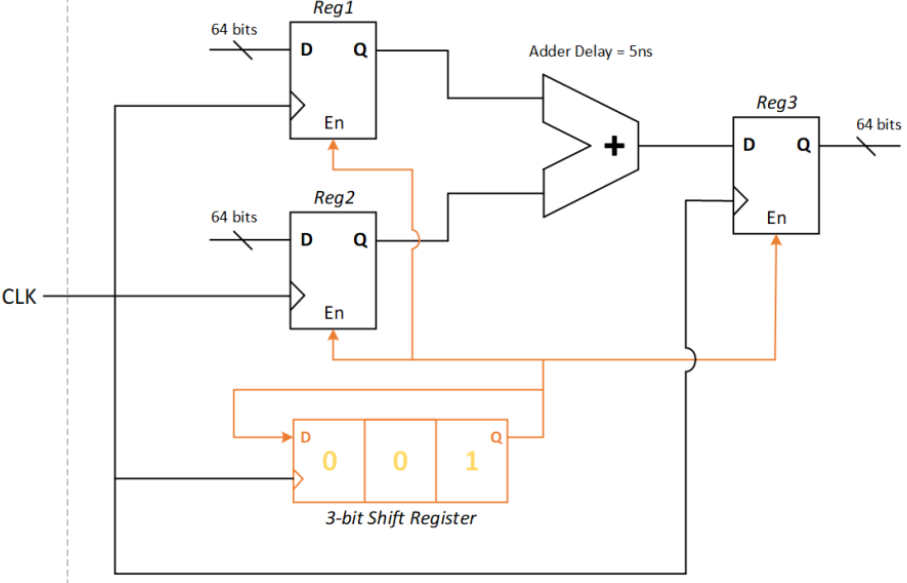 Reg1
64 bits
D Q
En
Adder Delay = 5ns
+
Reg3
64 bits
D Q
En
Reg2
64 bits
D Q
En
CLK
D Q
0 0 1
3-bit Shift Register